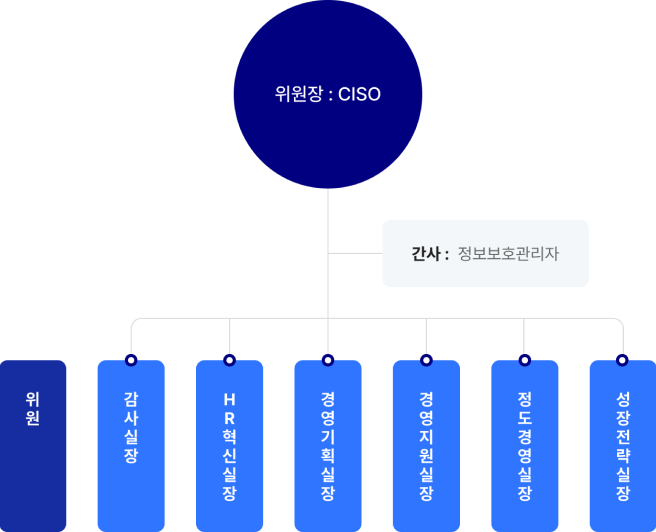 위원장 : CISO
간사 : 정보보호관리자
위원
감사실장
HR혁신실장
경영기획실장
경영지원실장
정도경영실장
성장전략실장